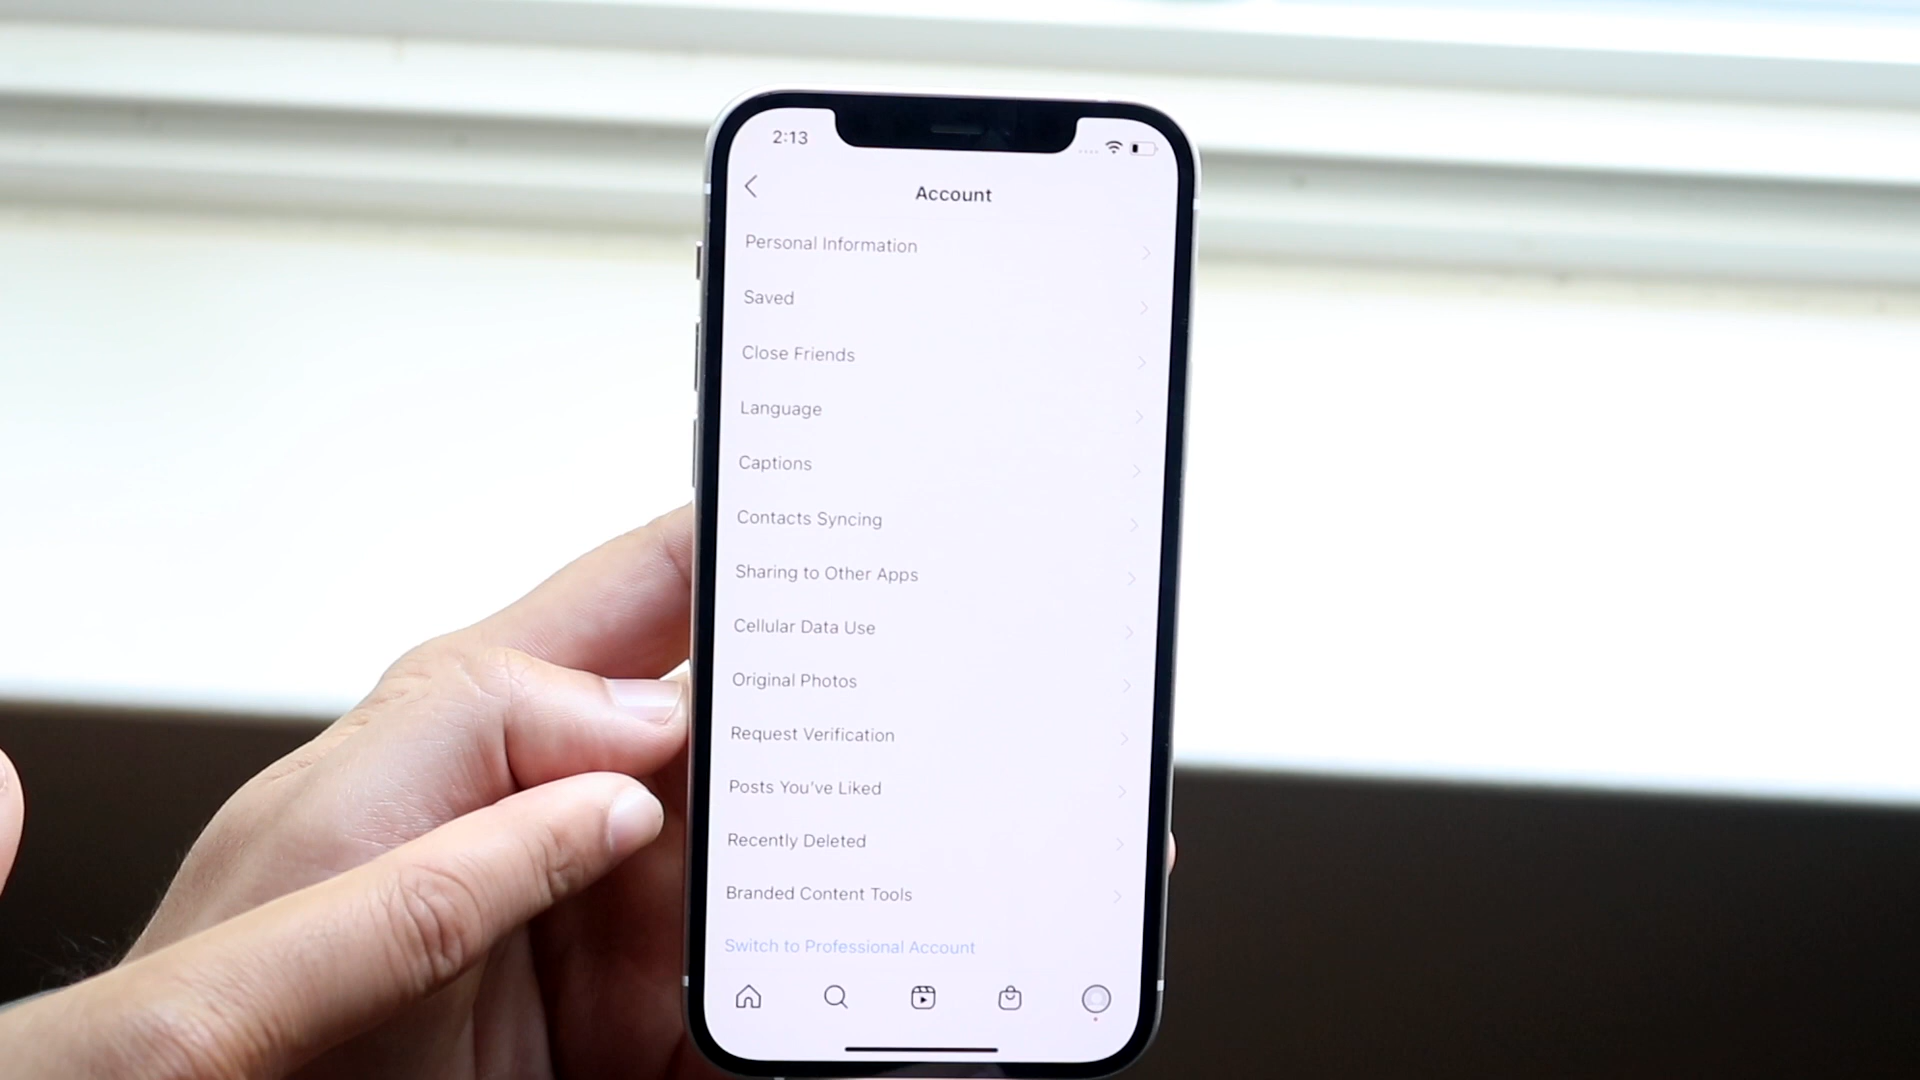 2:13
Account
Personal Information
Saved
Close Friends
Language
Captions
Contacts Syncing
Sharing to Other Apps
Cellular Data Use
Original Photos
Request Verification
Posts You've Liked
Recently Deleted
Branded Content Tools
Switch to Professional Account